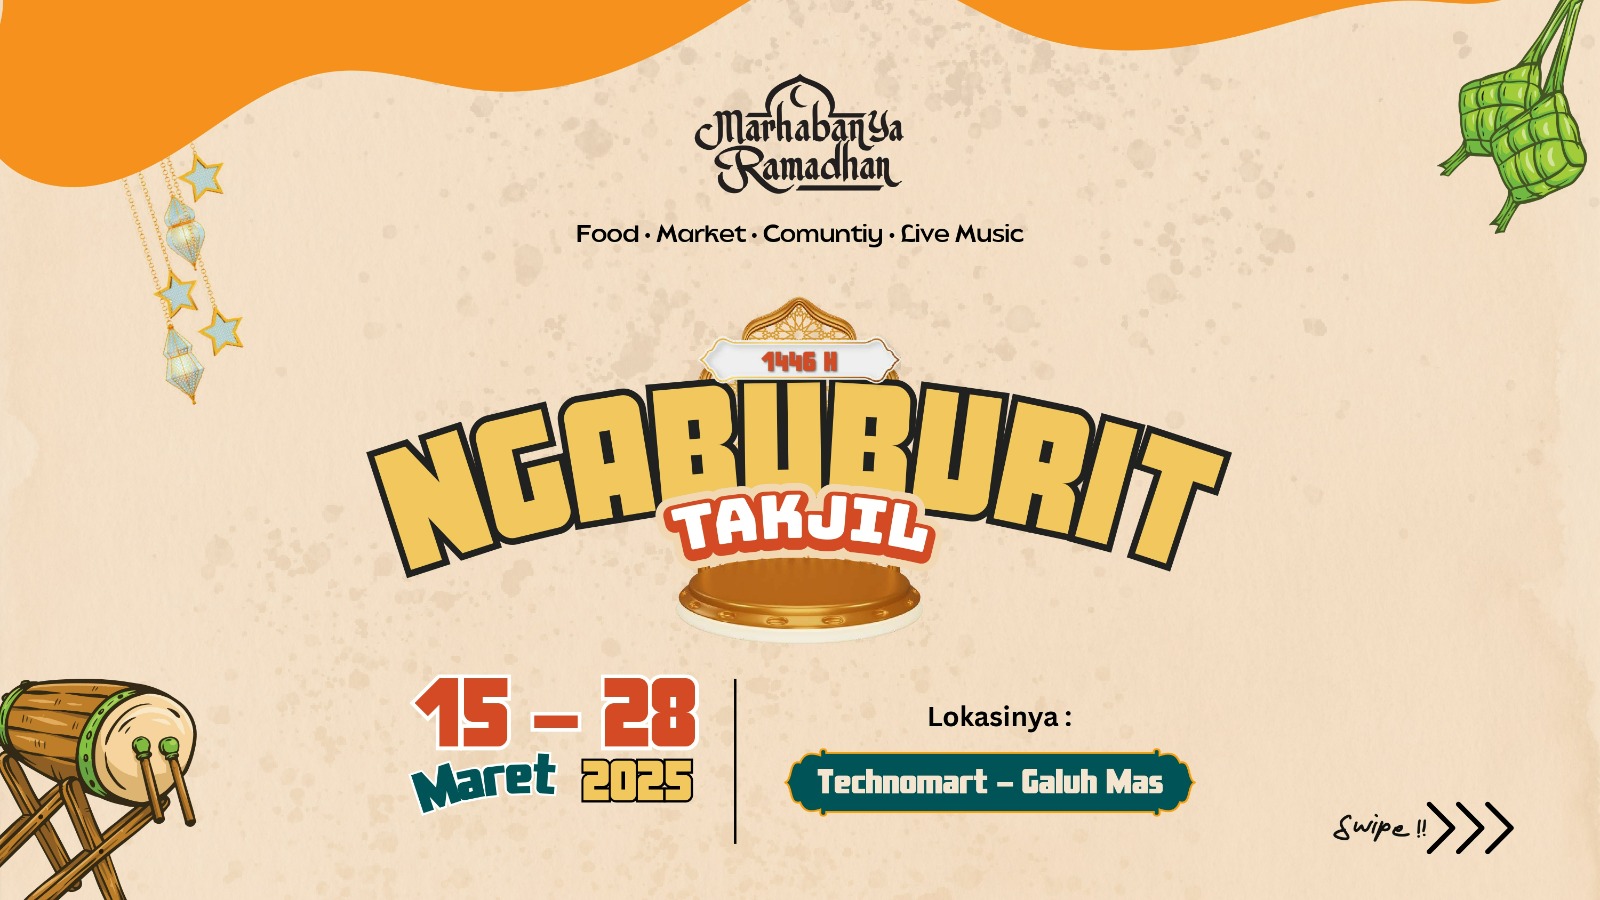 Marhaban Ya
Ramadhan
Food • Market • Comuntiy • Live Music
1446 H
NGABUBURIT
TAKJIL
15 – 28
Maret 2025
Lokasinya :
Technomart – Galuh Mas
Swipe !!